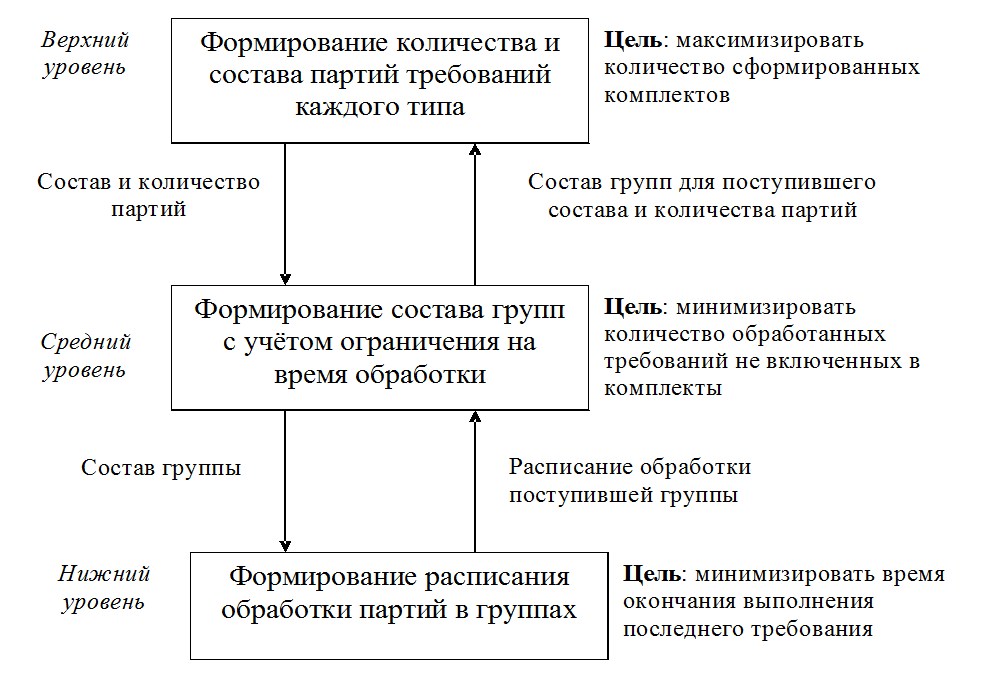 Верхний
уровень
Формирование количества и
состава партий требований
каждого типа
Цель: максимизировать
количество сформированных
комплектов
Состав и количество
партий
Состав групп для поступившего
состава и количества партий
Средний
уровень
Формирование состава групп
с учётом ограничения на
время обработки
Цель: минимизировать
количество обработанных
требований не включенных в
комплекты
Состав группы
Расписание обработки
поступившей группы
Нижний
уровень
Формирование расписания
обработки партий в группах
Цель: минимизировать время
окончания выполнения
последнего требования